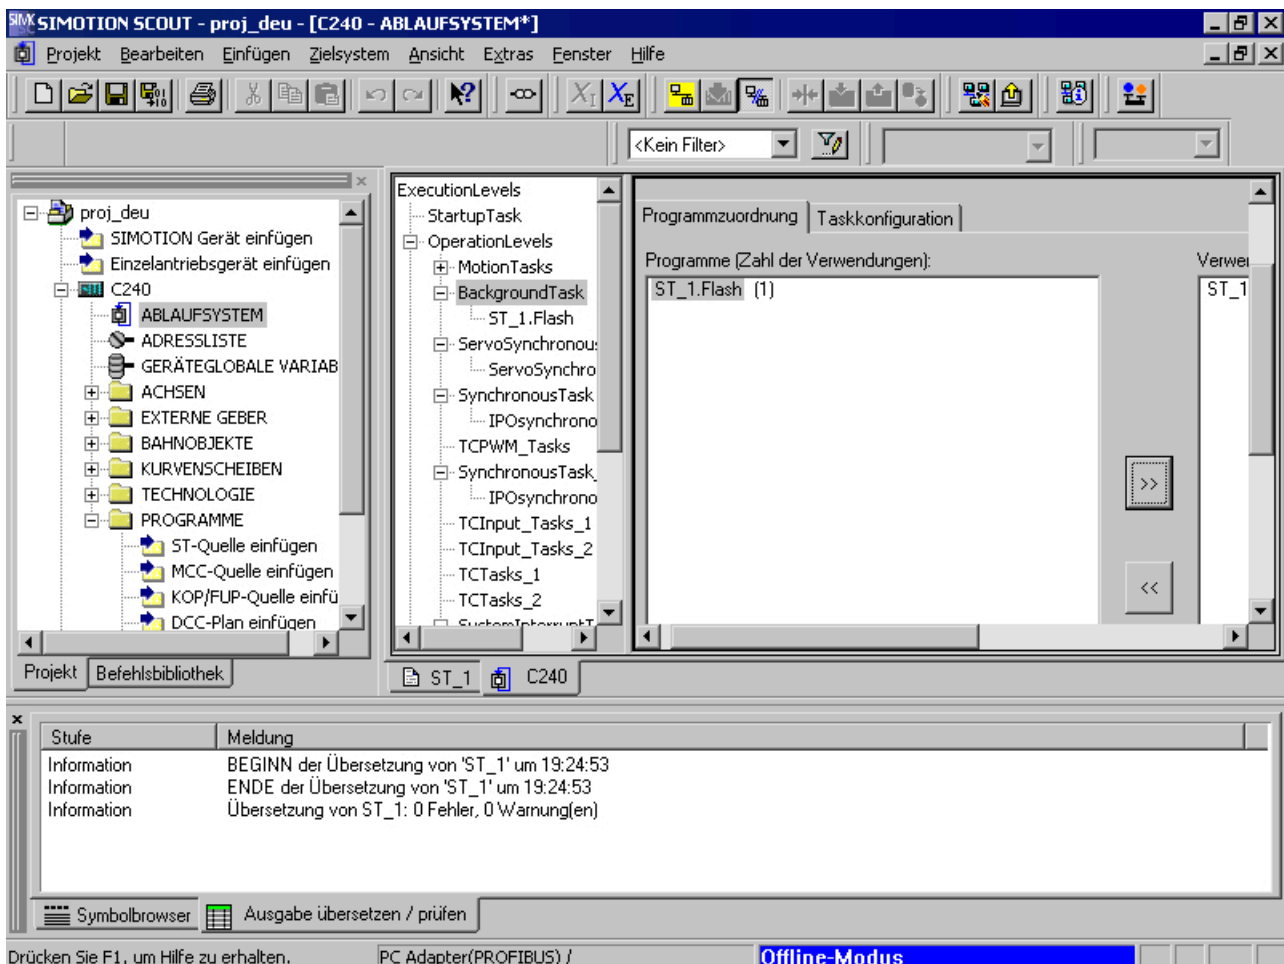 SIMOTION SCOUT - proj_deu - [C240 - ABLAUFSYSTEM*]
Projekt Bearbeiten Einfügen Zielsystem Ansicht Extras Fenster Hilfe
<Kein Filter>
proj_deu
SIMOTION Gerät einfügen
Einzelantriebsgerät einfügen
C240
ABLAUFSYSTEM
ADRESSLISTE
GERÄTEGLOBALE VARIAB
ACHSEN
EXTERNE GEBER
BAHNOBJEKTE
KURVENSCHEIBEN
TECHNOLOGIE
PROGRAMME
ST-Quelle einfügen
MCC-Quelle einfügen
KOP/FUP-Quelle einfü
DCC-Plan einfügen
Projekt Befehlsbibliothek
ExecutionLevels
StartupTask
OperationLevels
MotionTasks
BackgroundTask
ST_1.Flash
ServoSynchronou
ServoSynchro
SynchronousTask
IPOsynchrono
TCPWM_Tasks
SynchronousTask_
IPOsynchrono
TCInput_Tasks_1
TCInput_Tasks_2
TCTasks_1
TCTasks_2
SystemInterruptT
Programmzuordnung Taskkonfiguration
Programme (Zahl der Verwendungen): Verwe
ST_1.Flash (1) ST_1
>>
<<
ST_1 C240
Stufe Meldung
Information BEGINN der Übersetzung von 'ST_1' um 19:24:53
Information ENDE der Übersetzung von 'ST_1' um 19:24:53
Information Übersetzung von ST_1: 0 Fehler, 0 Warnung(en)
Symbolbrowser Ausgabe übersetzen / prüfen
Drücken Sie F1, um Hilfe zu erhalten. PC Adapter(PROFIBUS) / Offline-Modus